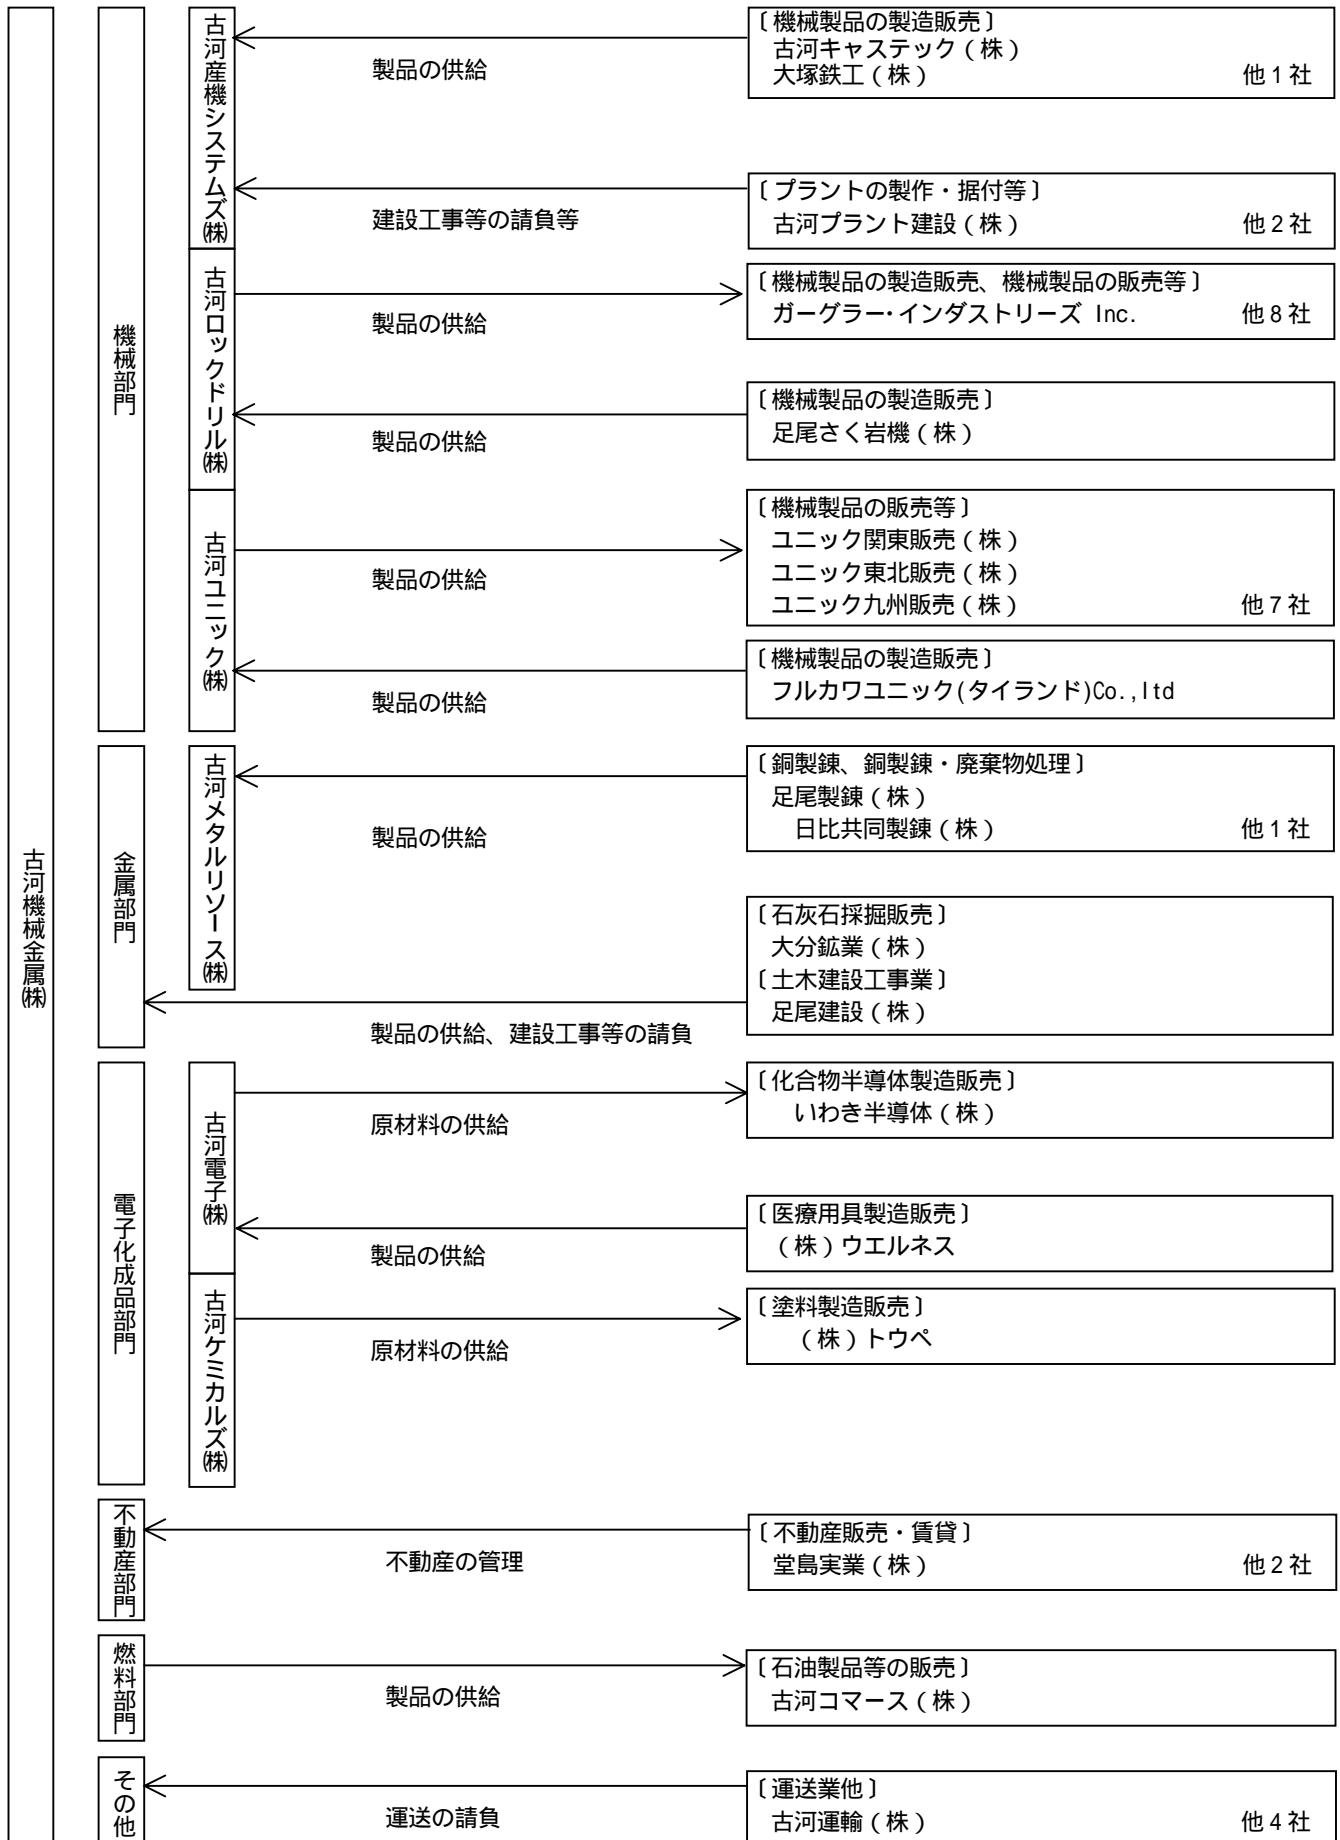 古河機械金属㈱
機械部門
古河産機システムズ㈱
製品の供給
〔機械製品の製造販売〕
古河キャステック(株)
大塚鉄工(株) 他1社
建設工事等の請負等
〔プラントの製作・据付等〕
古河プラント建設(株) 他2社
古河ロックドリル㈱
製品の供給
〔機械製品の製造販売、機械製品の販売等〕
ガーグラー・インダストリーズ Inc. 他8社
製品の供給
〔機械製品の製造販売〕
足尾さく岩機(株)
古河ユニック㈱
製品の供給
〔機械製品の販売等〕
ユニック関東販売(株)
ユニック東北販売(株)
ユニック九州販売(株) 他7社
製品の供給
〔機械製品の製造販売〕
フルカワユニック(タイランド)Co.,ltd
金属部門
古河メタルリソース㈱
製品の供給
〔銅製錬、銅製錬・廃棄物処理〕
足尾製錬(株)
日比共同製錬(株) 他1社
〔石灰石採掘販売〕
大分鉱業(株)
〔土木建設工事業〕
足尾建設(株)
製品の供給、建設工事等の請負
電子化成品部門
古河電子㈱
原材料の供給
〔化合物半導体製造販売〕
いわき半導体(株)
製品の供給
〔医療用具製造販売〕
(株)ウエルネス
古河ケミカルズ㈱
原材料の供給
〔塗料製造販売〕
(株)トウペ
不動産部門
不動産の管理
〔不動産販売・賃貸〕
堂島実業(株) 他2社
燃料部門
製品の供給
〔石油製品等の販売〕
古河コマース(株)
その他
運送の請負
〔運送業他〕
古河運輸(株) 他4社